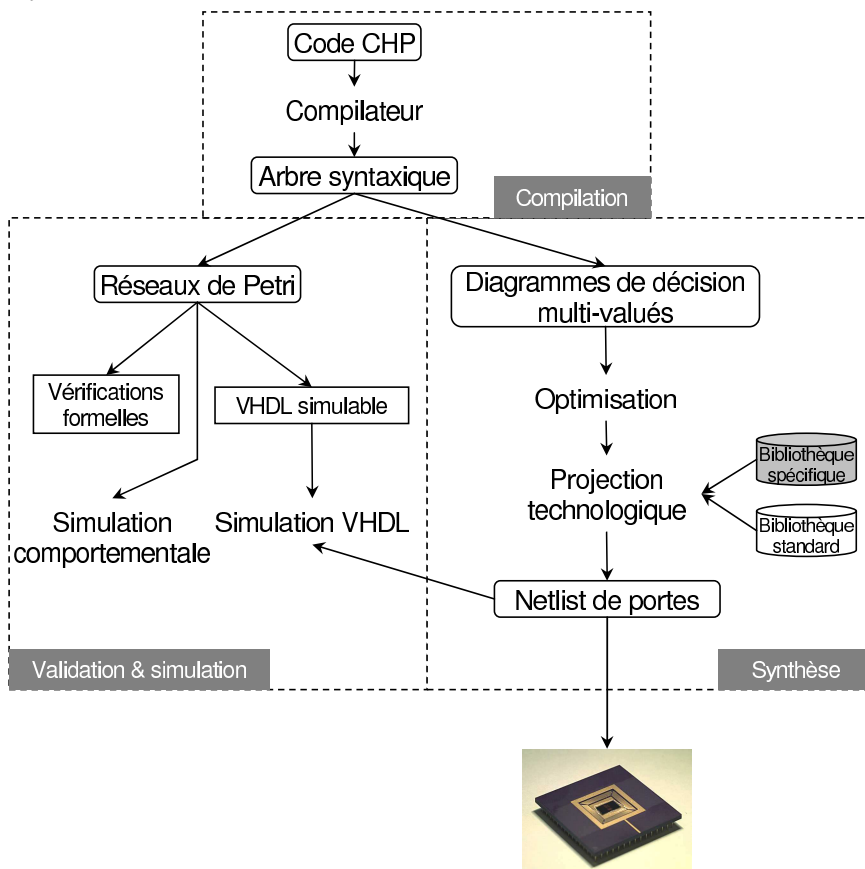 Code CHP
Compilateur
Arbre syntaxique
Compilation
Réseaux de Petri
Vérifications
formelles
VHDL simulable
Simulation
comportementale
Simulation VHDL
Validation & simulation
Diagrammes de décision
multi-valués
Optimisation
Projection
technologique
Bibliothèque
spécifique
Bibliothèque
standard
Netlist de portes
Synthèse